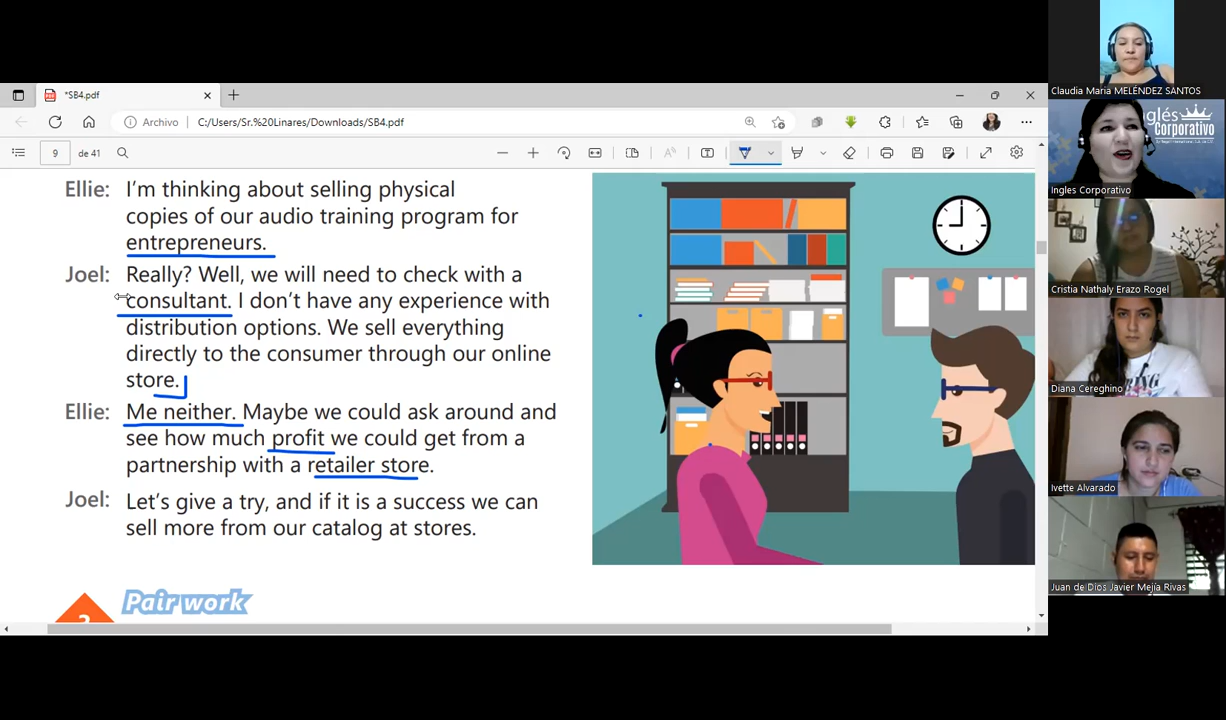 *SB4.pdf
Archivo
C:/Users/Sr.%20Linares/Downloads/SB4.pdf
9
de 41
Ellie: I'm thinking about selling physical
copies of our audio training program for
entrepreneurs.
Joel: Really? Well, we will need to check with a
consultant. I don't have any experience with
distribution options. We sell everything
directly to the consumer through our online
store.
Ellie: Me neither. Maybe we could ask around and
see how much profit we could get from a
partnership with a retailer store.
Joel: Let's give a try, and if it is a success we can
sell more from our catalog at stores.
Pair work
Claudia Maria MELÉNDEZ SANTOS
glés
Corporativo
Ingles Corporativo
Cristia Nathaly Erazo Rogel
Diana Cereghino
Ivette Alvarado
Juan de Dios Javier Mejía Rivas